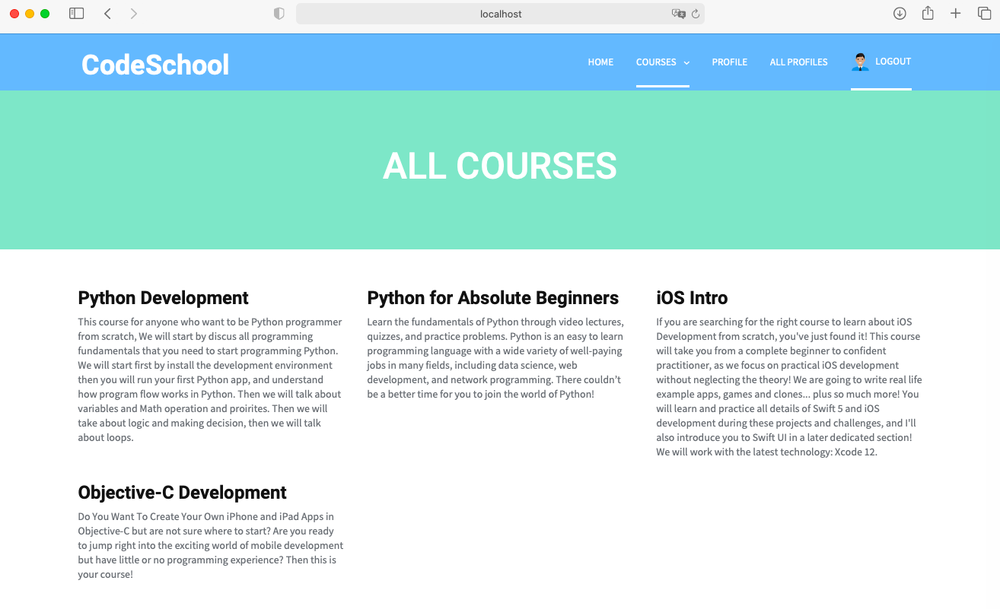 localhost
CodeSchool
HOME COURSES PROFILE ALL PROFILES LOGOUT
ALL COURSES
Python Development
This course for anyone who want to be Python programmer
from scratch, We will start by discus all programming
fundamentals that you need to start programming Python.
We will start first by install the development environment
then you will run your first Python app, and understand
how program flow works in Python. Then we will talk about
variables and Math operation and proirites. Then we will
take about logic and making decision, then we will talk
about loops.
Python for Absolute Beginners
Learn the fundamentals of Python through video lectures,
quizzes, and practice problems. Python is an easy to learn
programming language with a wide variety of well-paying
jobs in many fields, including data science, web
development, and network programming. There couldn’t
be a better time for you to join the world of Python!
iOS Intro
If you are searching for the right course to learn about iOS
Development from scratch, you've just found it! This course
will take you from a complete beginner to confident
practitioner, as we focus on practical iOS development
without neglecting the theory! We are going to write real life
example apps, games and clones... plus so much more! You
will learn and practice all details of Swift 5 and iOS
development during these projects and challenges, and I'll
also introduce you to Swift UI in a later dedicated section!
We will work with the latest technology: Xcode 12.
Objective-C Development
Do You Want To Create Your Own iPhone and iPad Apps in
Objective-C but are not sure where to start? Are you ready
to jump right into the exciting world of mobile development
but have little or no programming experience? Then this is
your course!